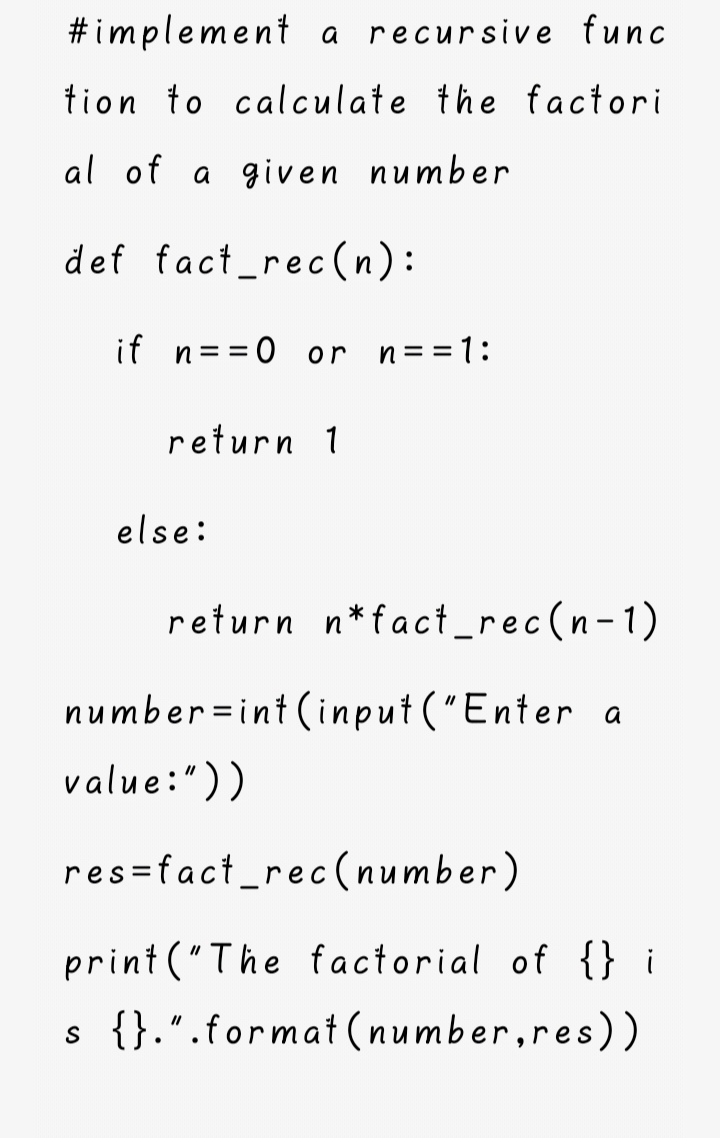 #implement a recursive func
tion to calculate the factori
al of a given number
def fact_rec(n):
if n==0 or n==1:
return 1
else:
return n*fact_rec(n-1)
number=int(input("Enter a
value:"))
res=fact_rec(number)
print("The factorial of {} i
s {}.".format(number,res))